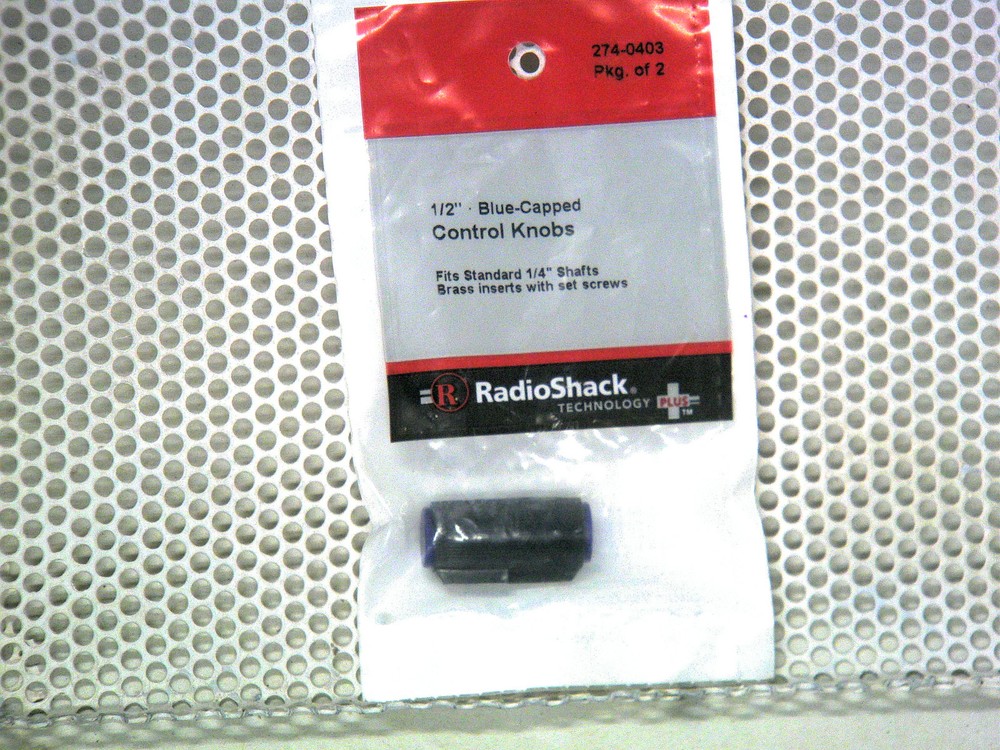 274-0403
Pkg. of 2
1/2" · Blue-Capped
Control Knobs
Fits Standard 1/4" Shafts
Brass inserts with set screws
R RadioShack®
TECHNOLOGY PLUS™